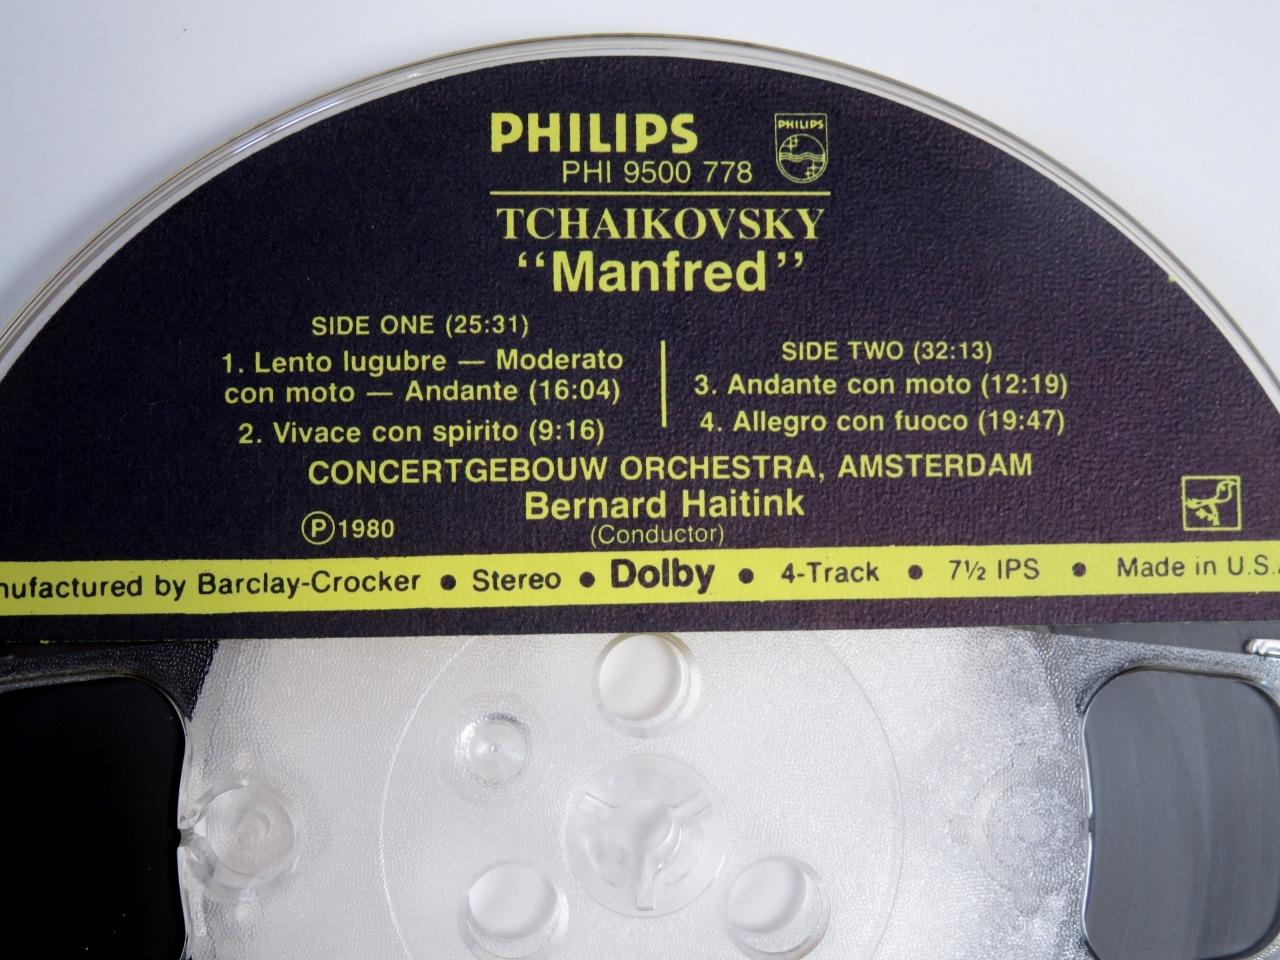 PHILIPS
PHILIPS
PHI 9500 778
TCHAIKOVSKY
“Manfred”
SIDE ONE (25:31)
1. Lento lugubre — Moderato
con moto — Andante (16:04)
2. Vivace con spirito (9:16)
SIDE TWO (32:13)
3. Andante con moto (12:19)
4. Allegro con fuoco (19:47)
CONCERTGEBOUW ORCHESTRA, AMSTERDAM
Bernard Haitink
(Conductor)
Ⓟ1980
nufactured by Barclay-Crocker ● Stereo ● Dolby ● 4-Track ● 7½ IPS ● Made in U.S.A